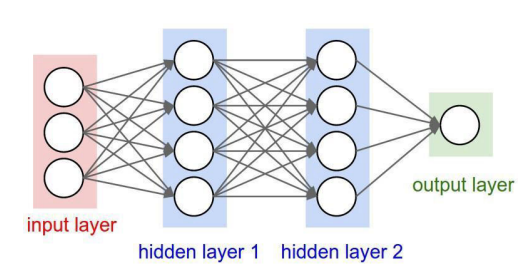 input layer
hidden layer 1
hidden layer 2
output layer